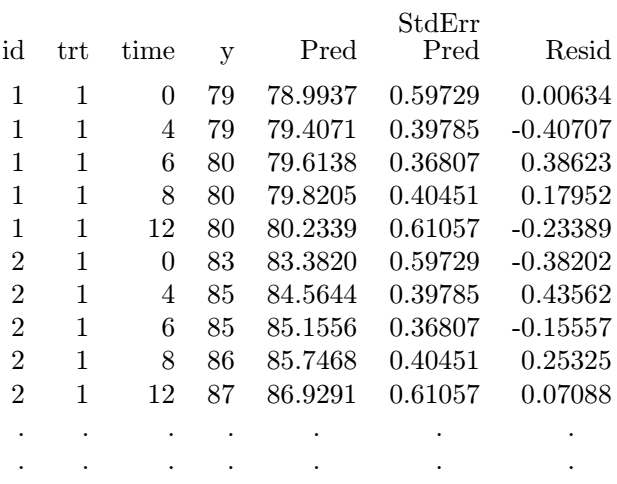 StdErr
id trt time y Pred Pred Resid
1 1 0 79 78.9937 0.59729 0.00634
1 1 4 79 79.4071 0.39785 -0.40707
1 1 6 80 79.6138 0.36807 0.38623
1 1 8 80 79.8205 0.40451 0.17952
1 1 12 80 80.2339 0.61057 -0.23389
2 1 0 83 83.3820 0.59729 -0.38202
2 1 4 85 84.5644 0.39785 0.43562
2 1 6 85 85.1556 0.36807 -0.15557
2 1 8 86 85.7468 0.40451 0.25325
2 1 12 87 86.9291 0.61057 0.07088
. . . . . . .
. . . . . . .